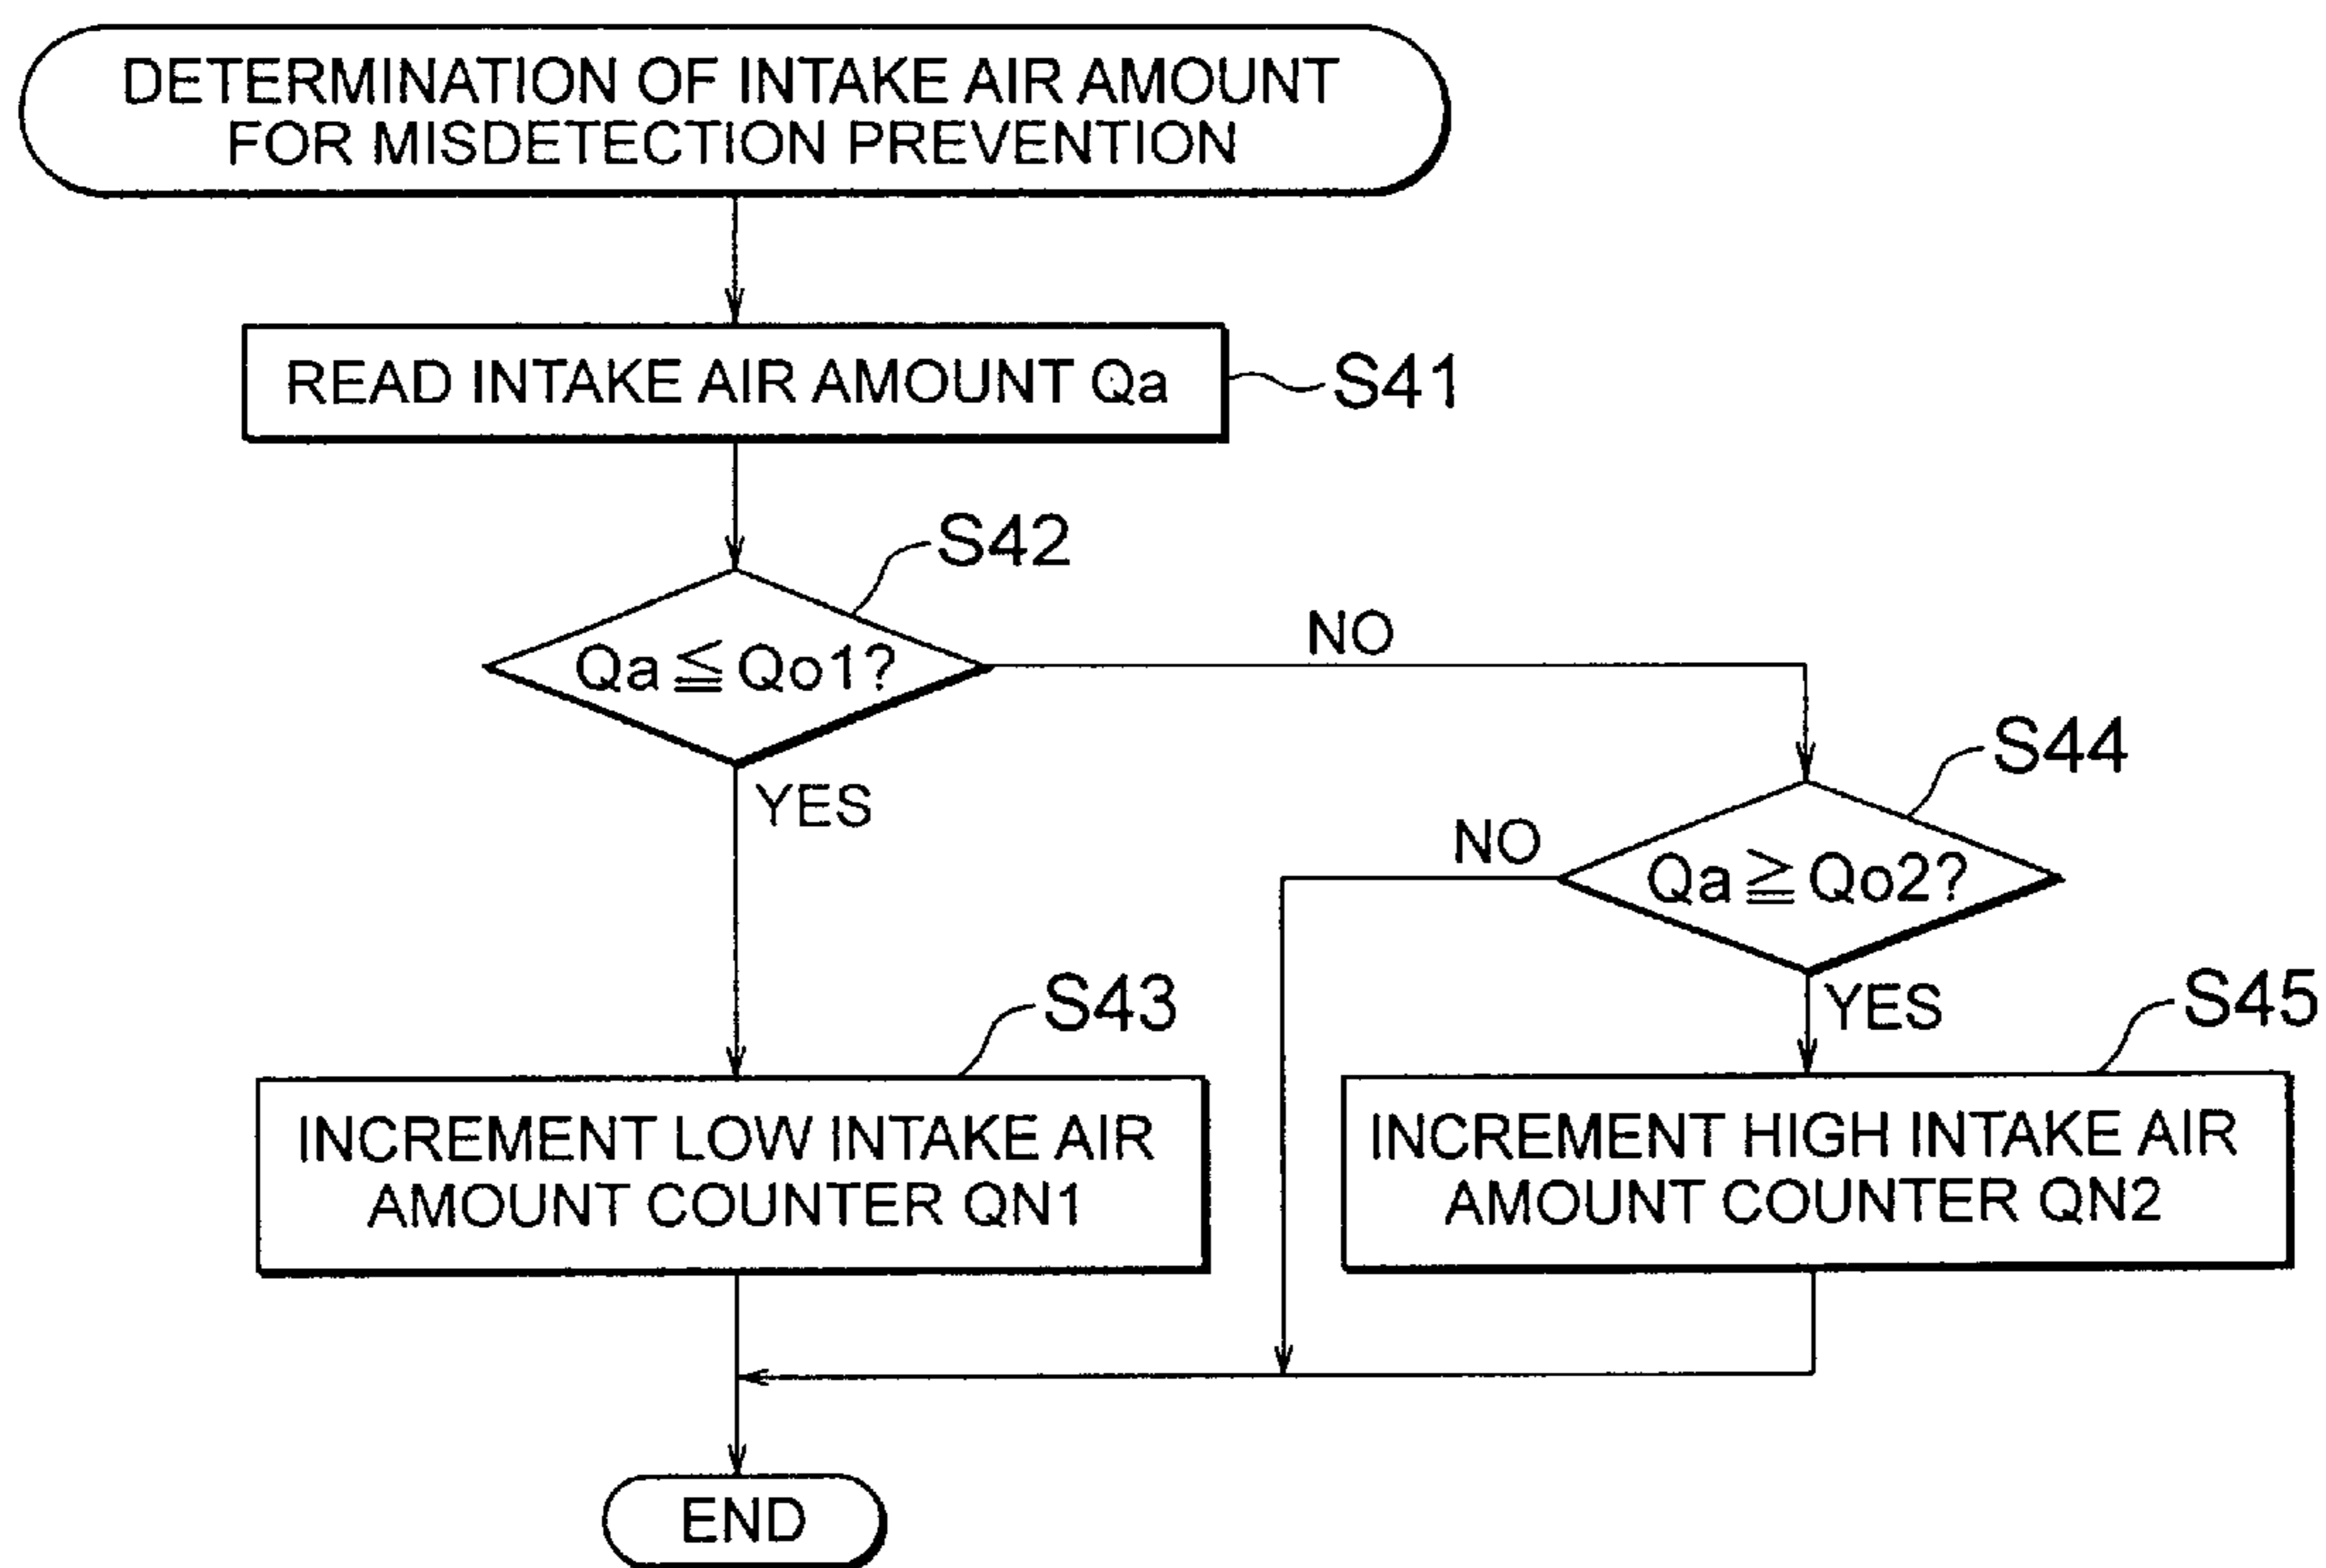 DETERMINATION OF INTAKE AIR AMOUNT
FOR MISDETECTION PREVENTION
READ INTAKE AIR AMOUNT Qa
S41
S42
Qa ≦ Qo1?
NO
YES
S44
NO
Qa ≧ Qo2?
YES
S43
INCREMENT LOW INTAKE AIR
AMOUNT COUNTER QN1
S45
INCREMENT HIGH INTAKE AIR
AMOUNT COUNTER QN2
END